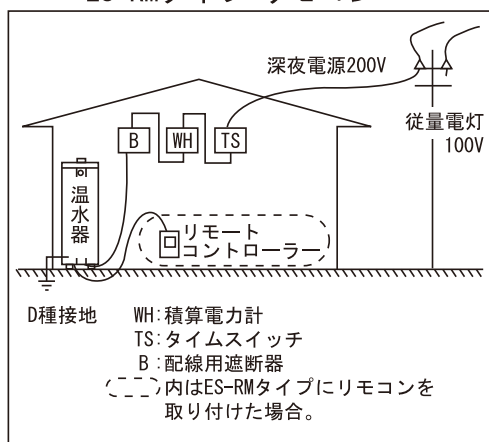 深夜電源200V
従量電灯
100V
B
WH
TS
温水器
リモート
コントローラー
D種接地
WH:積算電力計
TS:タイムスイッチ
B:配線用遮断器
内はES-RMタイプにリモコンを
取り付けた場合。